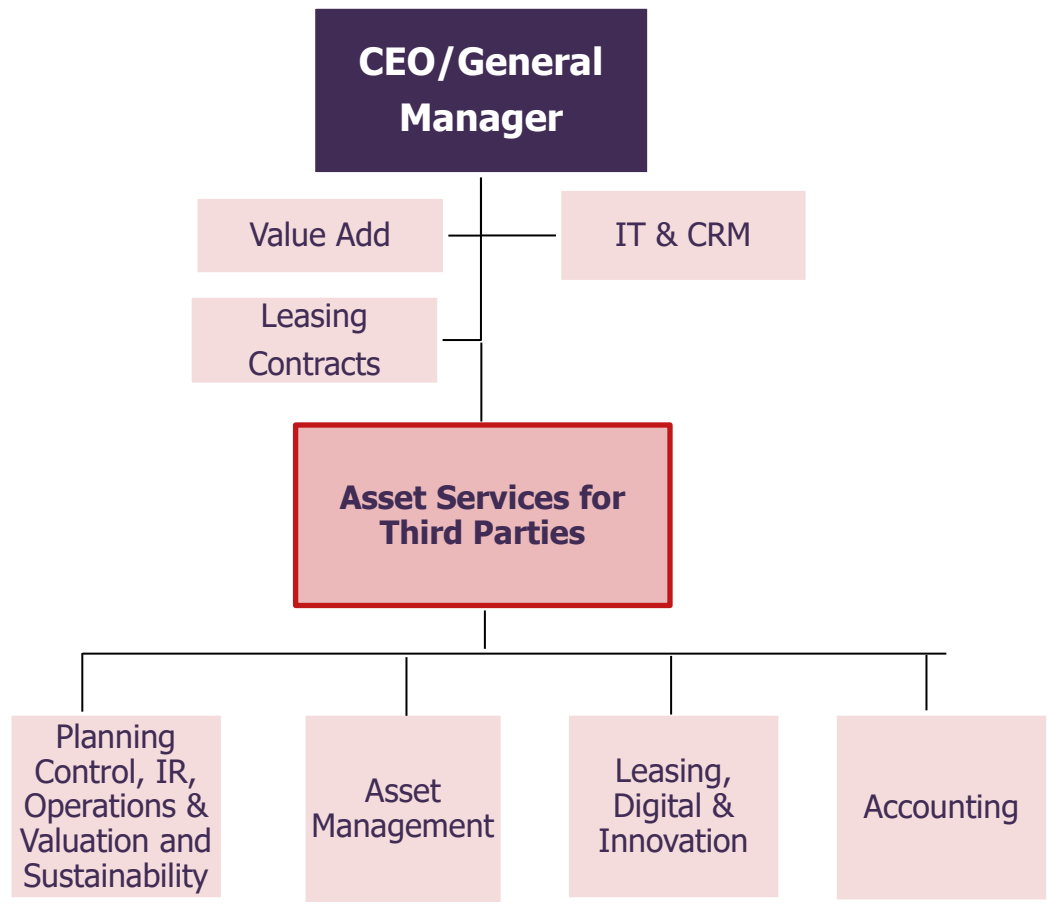 CEO/General
Manager
Value Add
IT & CRM
Leasing
Contracts
Asset Services for
Third Parties
Planning
Control, IR,
Operations &
Valuation and
Sustainability
Asset
Management
Leasing,
Digital &
Innovation
Accounting